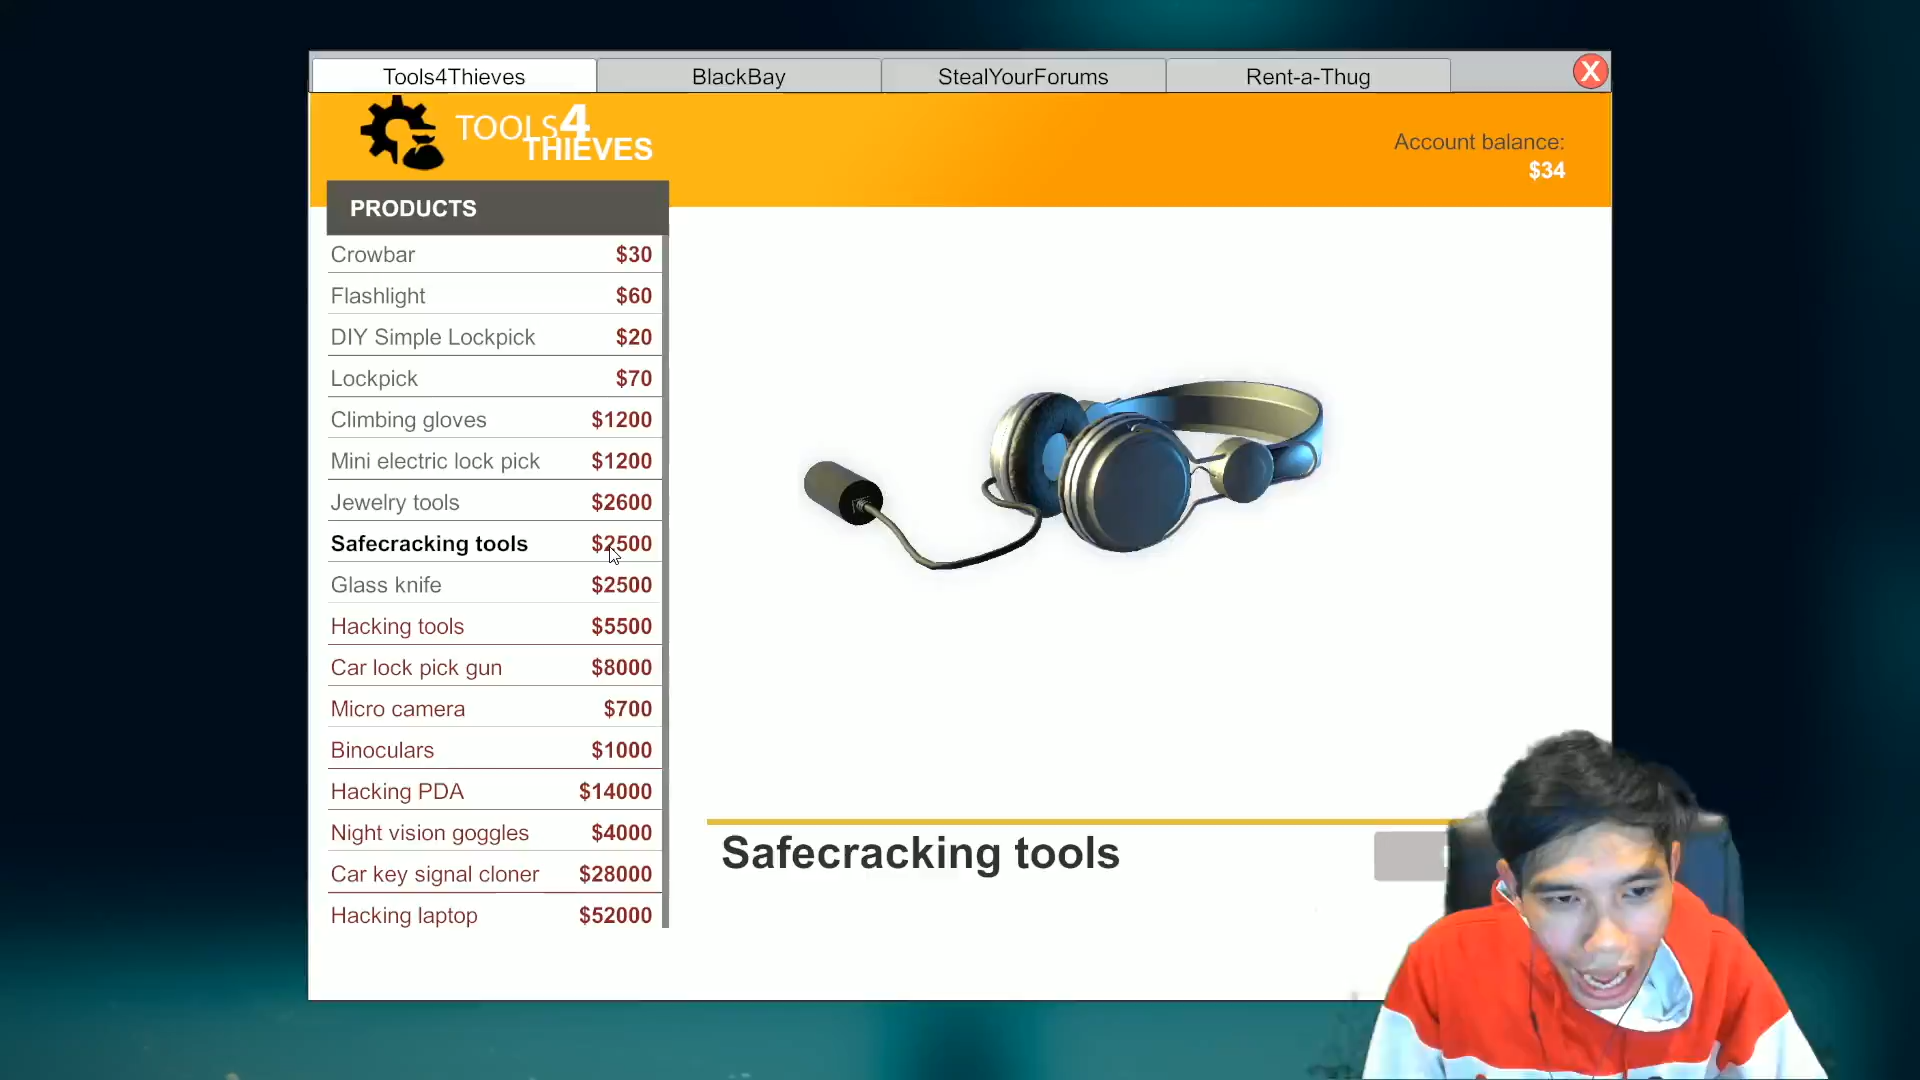 Tools4Thieves
BlackBay
StealYourForums
Rent-a-Thug
X
TOOLS4
THIEVES
Account balance:
$34
PRODUCTS
Crowbar $30
Flashlight $60
DIY Simple Lockpick $20
Lockpick $70
Climbing gloves $1200
Mini electric lock pick $1200
Jewelry tools $2600
Safecracking tools $2500
Glass knife $2500
Hacking tools $5500
Car lock pick gun $8000
Micro camera $700
Binoculars $1000
Hacking PDA $14000
Night vision goggles $4000
Car key signal cloner $28000
Hacking laptop $52000
Safecracking tools